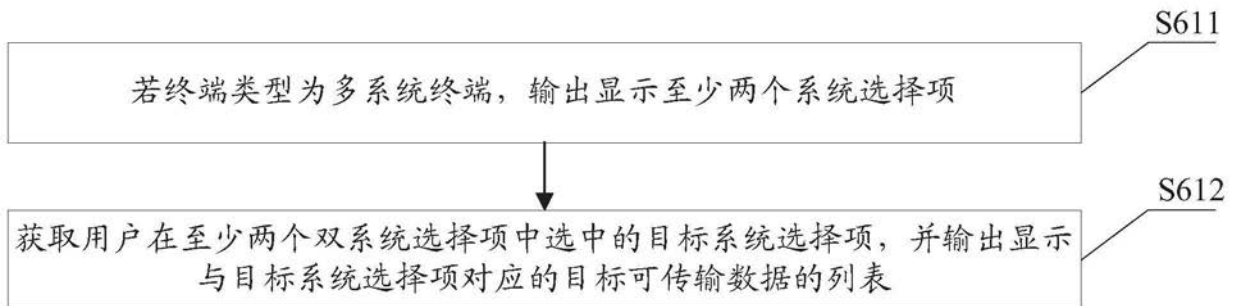 S611
若终端类型为多系统终端，输出显示至少两个系统选择项
S612
获取用户在至少两个双系统选择项中选中的目标系统选择项，并输出显示
与目标系统选择项对应的目标可传输数据的列表